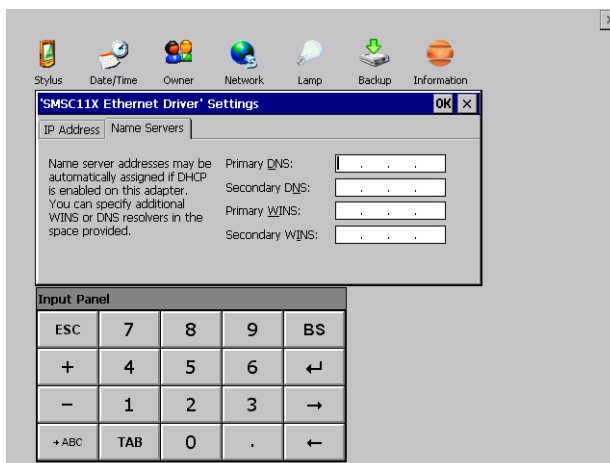 Stylus Date/Time Owner Network Lamp Backup Information
'SMSC11X Ethernet Driver' Settings OK ×
IP Address Name Servers
Name server addresses may be
automatically assigned if DHCP
is enabled on this adapter.
You can specify additional
WINS or DNS resolvers in the
space provided.
Primary DNS: . . .
Secondary DNS: . . .
Primary WINS: . . .
Secondary WINS: . . .
Input Panel
ESC 7 8 9 BS
+ 4 5 6 ↵
− 1 2 3 →
→ABC TAB 0 . ←